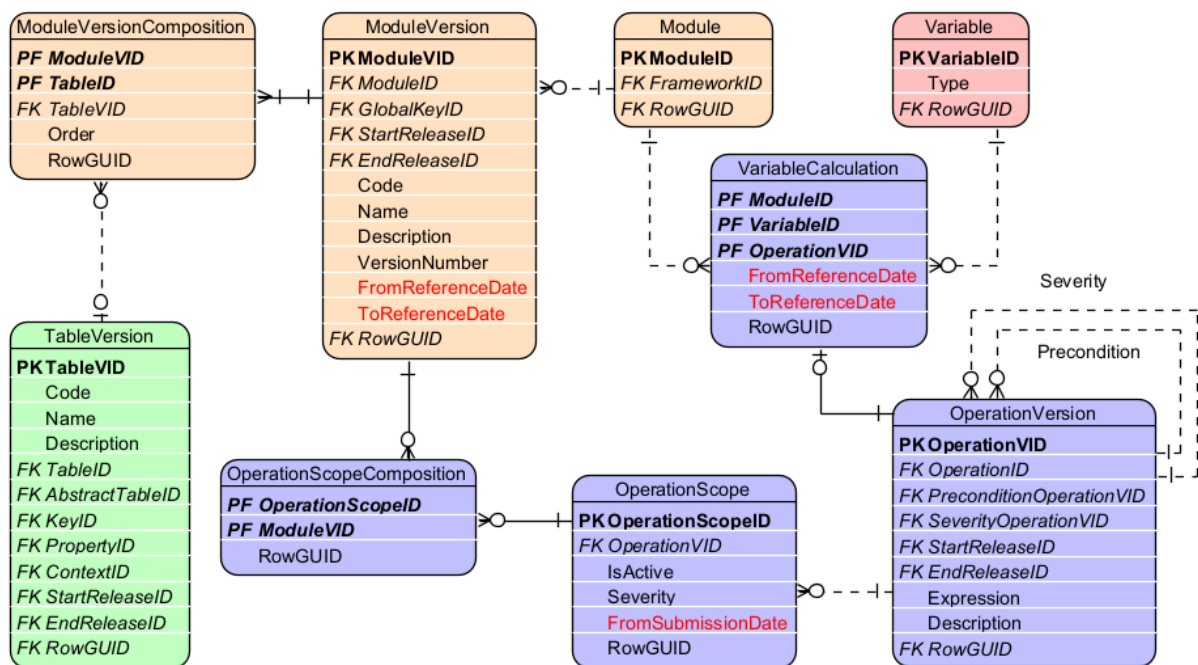 ModuleVersionComposition
PF ModuleVID
PF TableID
FK TableVID
Order
RowGUID
ModuleVersion
PK ModuleVID
FK ModuleID
FK GlobalKeyID
FK StartReleaseID
FK EndReleaseID
Code
Name
Description
VersionNumber
FromReferenceDate
ToReferenceDate
FK RowGUID
Module
PK ModuleID
FK FrameworkID
FK RowGUID
Variable
PK VariableID
Type
FK RowGUID
VariableCalculation
PF ModuleID
PF VariableID
PF OperationVID
FromReferenceDate
ToReferenceDate
RowGUID
Severity
Precondition
TableVersion
PK TableVID
Code
Name
Description
FK TableID
FK AbstractTableID
FK KeyID
FK PropertyID
FK ContextID
FK StartReleaseID
FK EndReleaseID
FK RowGUID
OperationScopeComposition
PF OperationScopeID
PF ModuleVID
RowGUID
OperationScope
PK OperationScopeID
FK OperationVID
IsActive
Severity
FromSubmissionDate
RowGUID
OperationVersion
PK OperationVID
FK OperationID
FK PreconditionOperationVID
FK SeverityOperationVID
FK StartReleaseID
FK EndReleaseID
Expression
Description
FK RowGUID